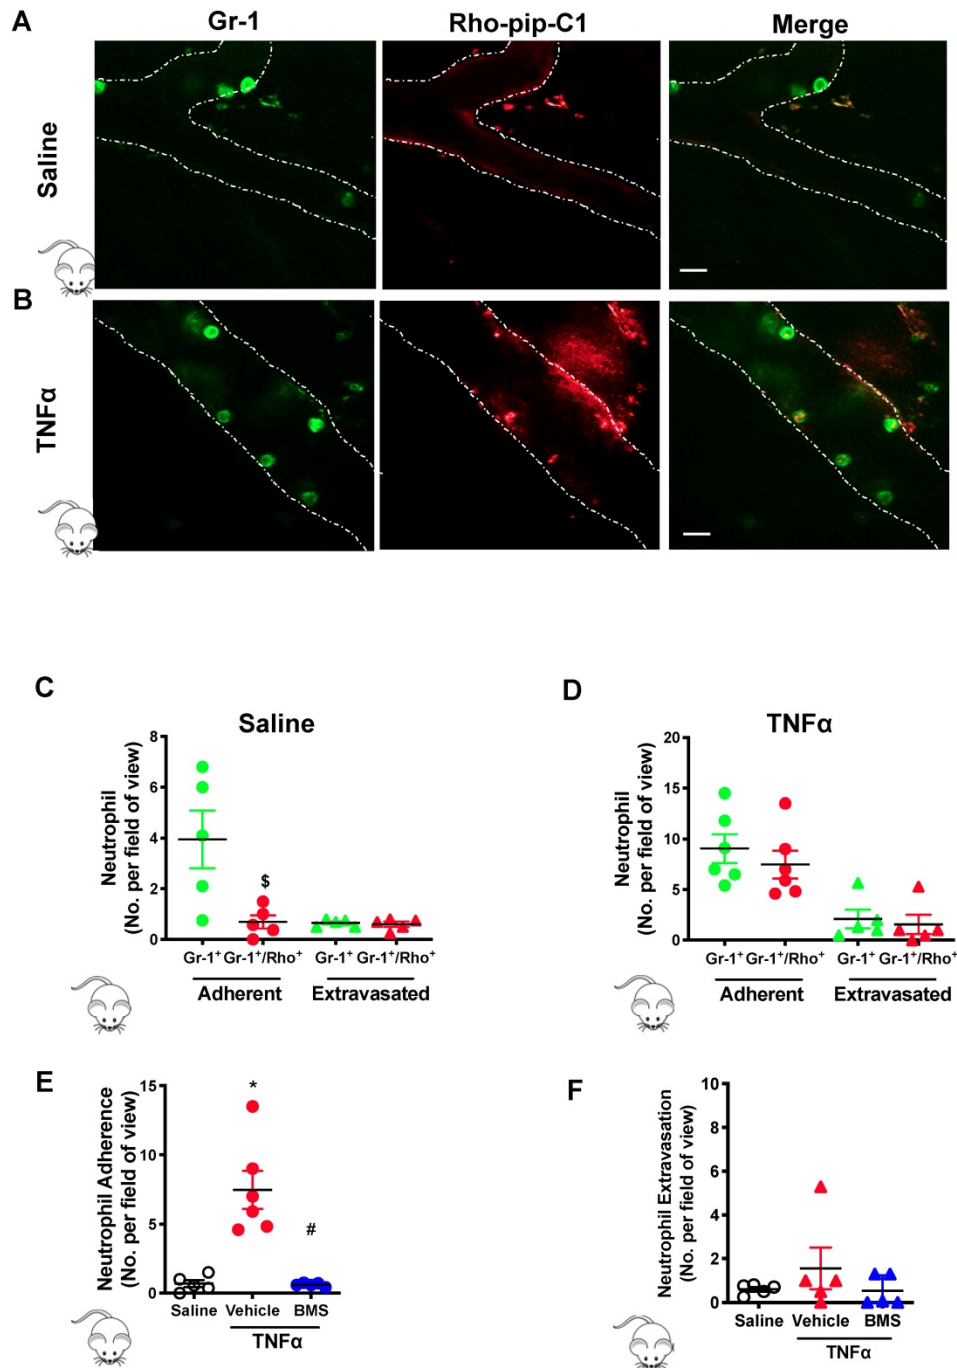 A
Gr-1
Rho-pip-C1
Merge
Saline
B
TNFα
C
Saline
Neutrophil
(No. per field of view)
8
6
4
2
0
$
Gr-1⁺ Gr-1⁺/Rho⁺ Gr-1⁺ Gr-1⁺/Rho⁺
Adherent Extravasated
D
TNFα
Neutrophil
(No. per field of view)
20
15
10
5
0
Gr-1⁺ Gr-1⁺/Rho⁺ Gr-1⁺ Gr-1⁺/Rho⁺
Adherent Extravasated
E
Neutrophil Adherence
(No. per field of view)
15
10
5
0
*
#
Saline Vehicle BMS
TNFα
F
Neutrophil Extravasation
(No. per field of view)
10
8
6
4
2
0
Saline Vehicle BMS
TNFα